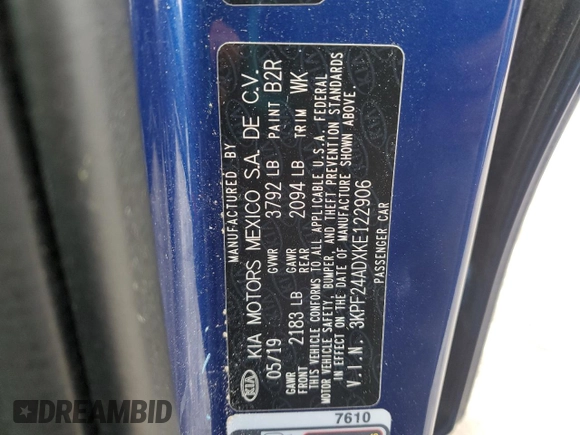 MANUFACTURED BY
KIA KIA MOTORS MEXICO S.A. DE C.V.
05/19 GVWR 3792 LB PAINT B2R
GAWR FRONT 2183 LB GAWR REAR 2094 LB TRIM WK
THIS VEHICLE CONFORMS TO ALL APPLICABLE U.S.A. FEDERAL
MOTOR VEHICLE SAFETY, BUMPER, AND THEFT PREVENTION STANDARDS
IN EFFECT ON THE DATE OF MANUFACTURE SHOWN ABOVE.
V.I.N. 3KPF24ADXKE122906
PASSENGER CAR
7610
DREAMBID